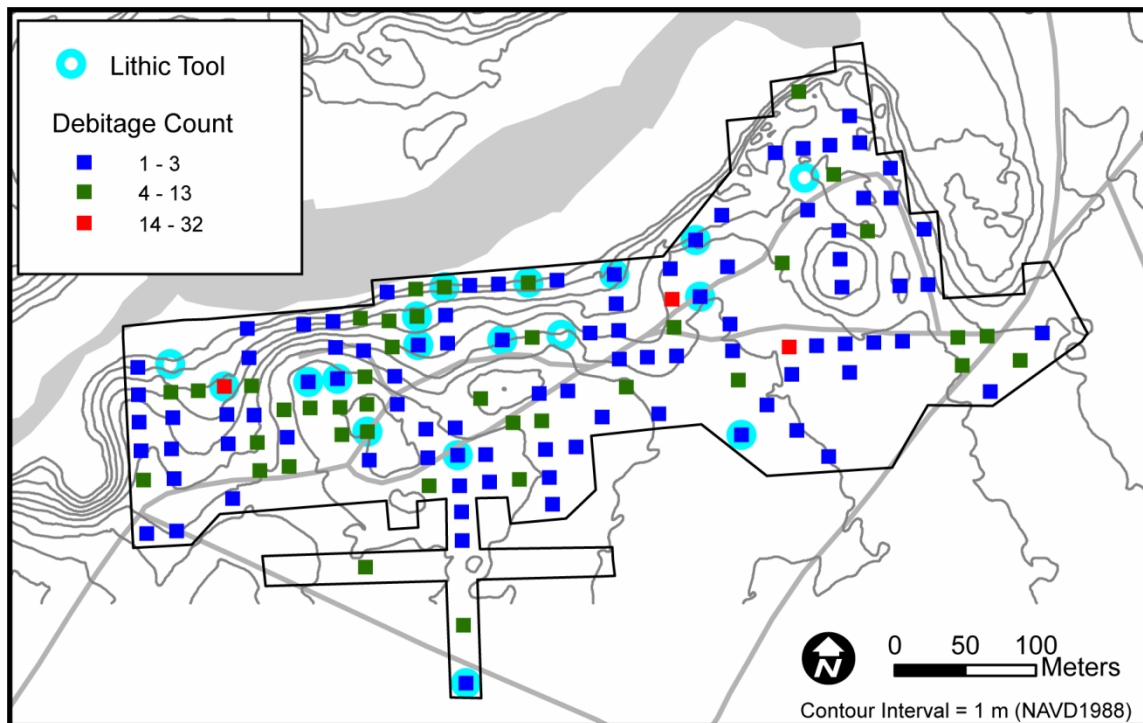 Lithic Tool
Debitage Count
1 - 3
4 - 13
14 - 32
N
0 50 100
Meters
Contour Interval = 1 m (NAVD1988)